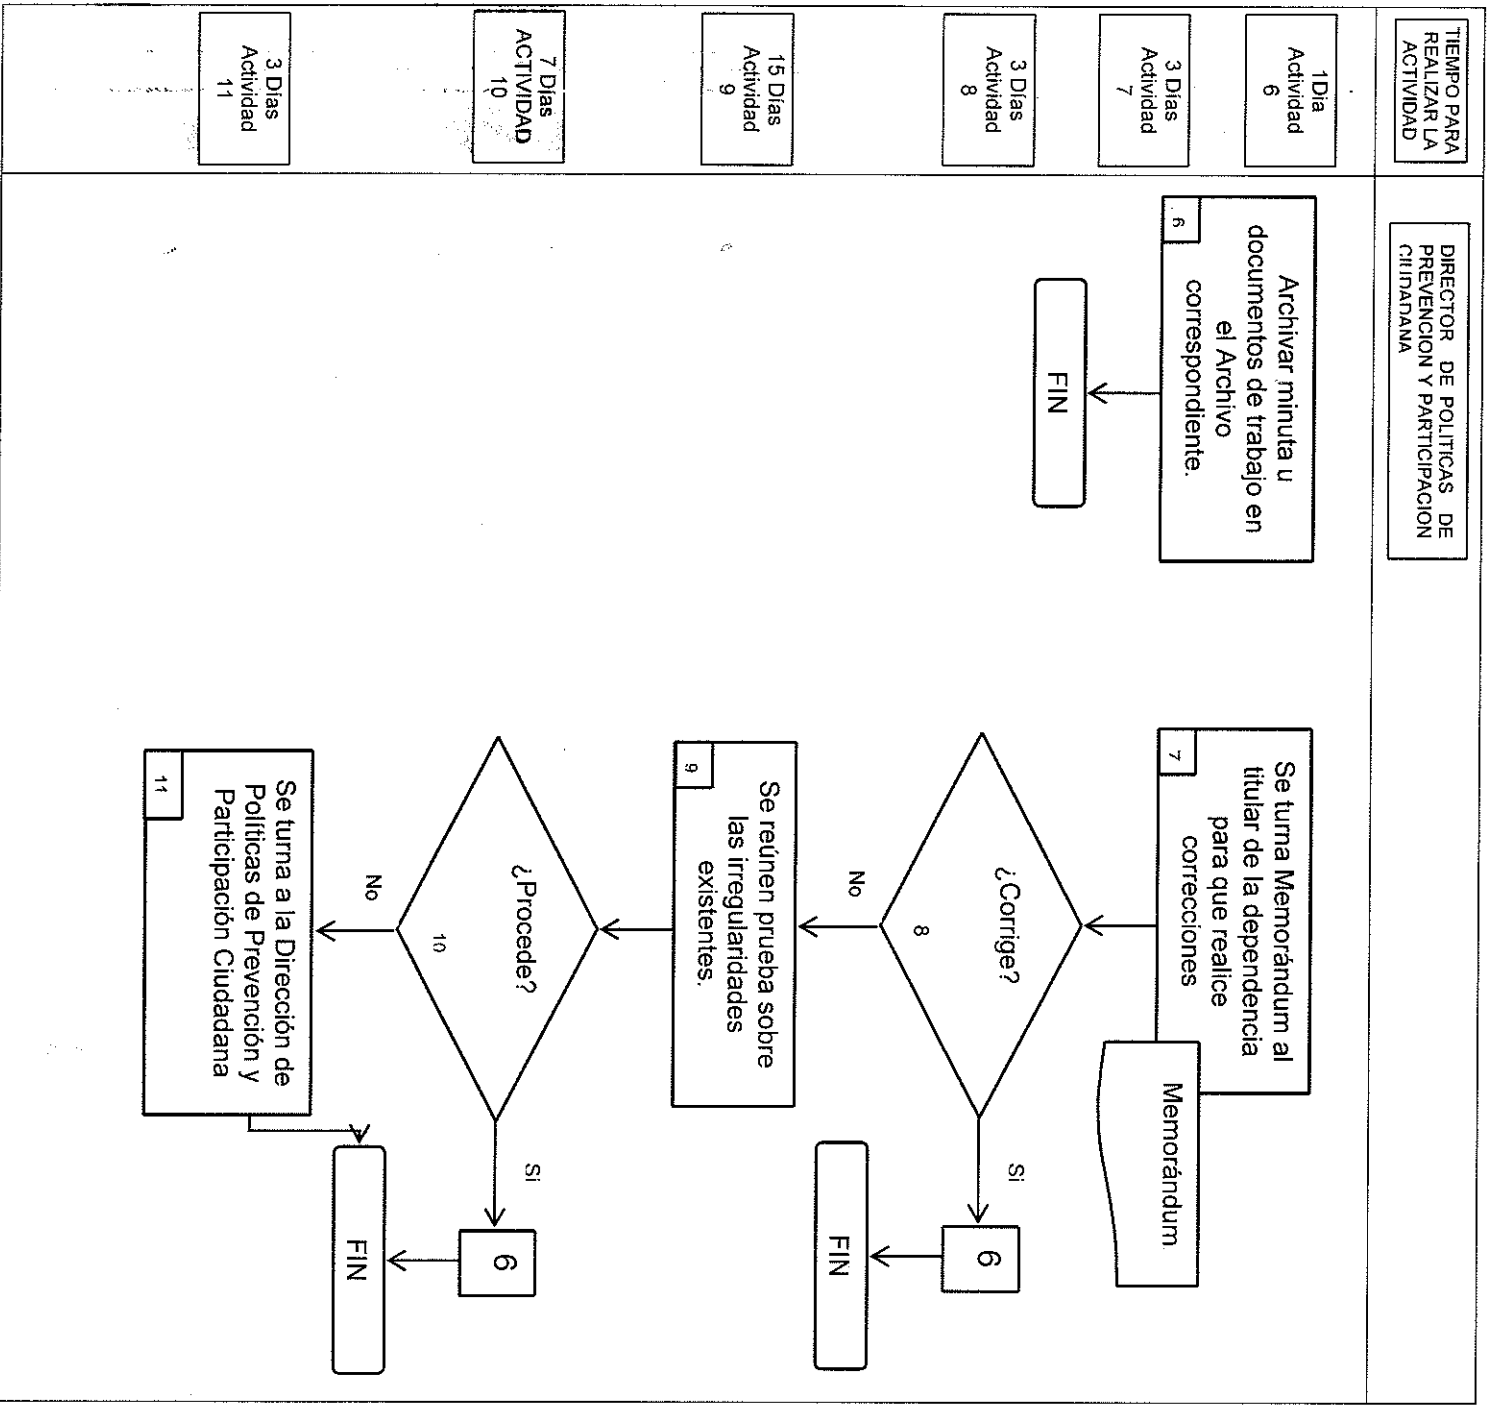 TIEMPO PARA
REALIZAR LA
ACTIVIDAD
DIRECTOR DE POLITICAS DE
PREVENCION Y PARTICIPACION
CIUDADANA
1Dia
Actividad
6
3 Días
Actividad
7
3 Días
Actividad
8
15 Días
Actividad
9
7 Días
ACTIVIDAD
10
3 Días
Actividad
11
Archivar minuta u
documentos de trabajo en
el Archivo
correspondiente.
6
FIN
Se turna Memorándum al
titular de la dependencia
para que realice
correcciones
7
Memorándum
¿Corrige?
8
Si
6
FIN
No
Se reúnen prueba sobre
las irregularidades
existentes.
9
¿Procede?
10
Si
6
FIN
No
Se turna a la Dirección de
Políticas de Prevención y
Participación Ciudadana
11